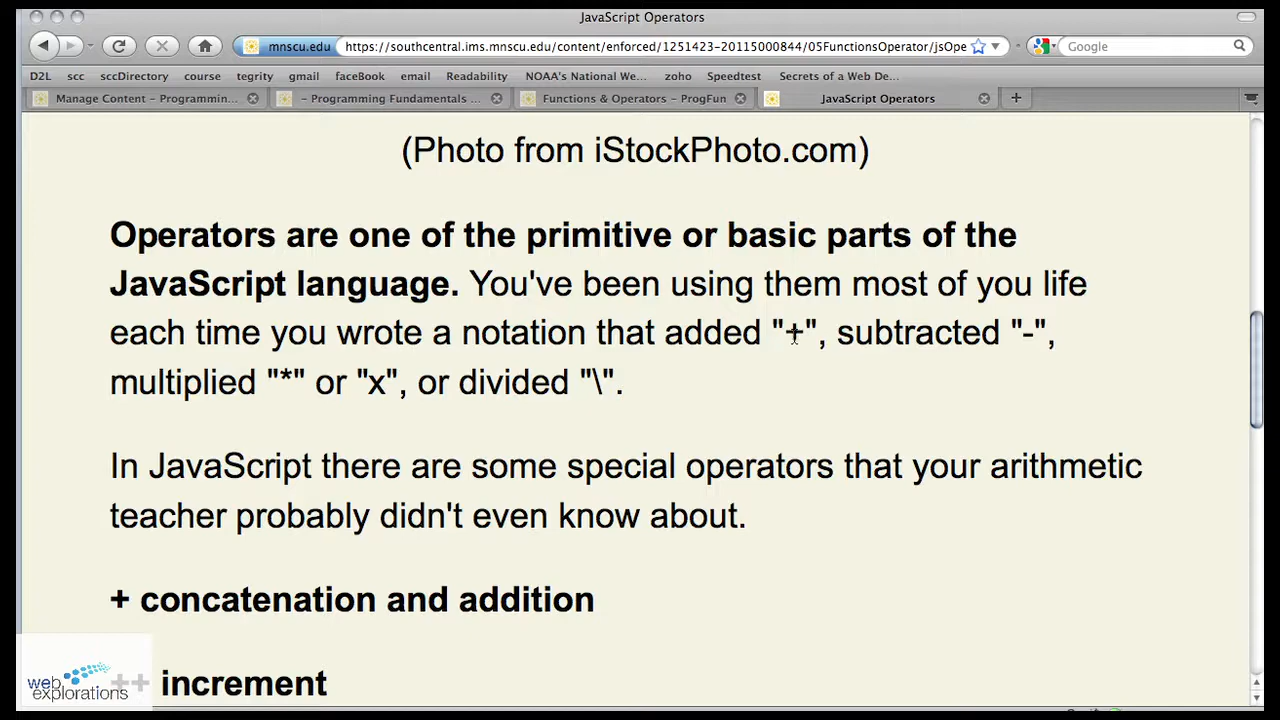 JavaScript Operators
mnscu.edu https://southcentral.ims.mnscu.edu/content/enforced/1251423-20115000844/05FunctionsOperator/jsOpe Google
D2L scc sccDirectory course tegrity gmail faceBook email Readability NOAA's National We... zoho Speedtest Secrets of a Web De...
Manage Content – Programmin... – Programming Fundamentals ... Functions & Operators – ProgFun... JavaScript Operators +
(Photo from iStockPhoto.com)
Operators are one of the primitive or basic parts of the
JavaScript language. You've been using them most of you life
each time you wrote a notation that added "+", subtracted "-",
multiplied "*" or "x", or divided "\".
In JavaScript there are some special operators that your arithmetic
teacher probably didn't even know about.
+ concatenation and addition
++ increment
web
explorations